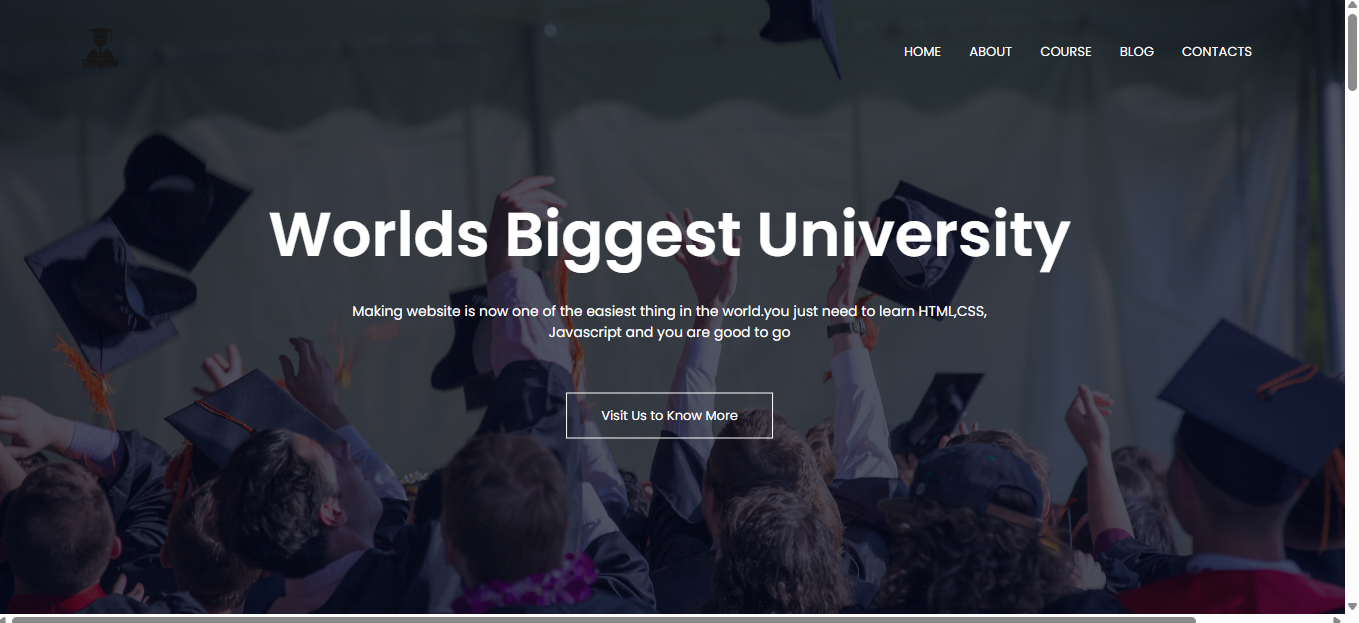 HOME ABOUT COURSE BLOG CONTACTS
Worlds Biggest University
Making website is now one of the easiest thing in the world.you just need to learn HTML,CSS,
Javascript and you are good to go
Visit Us to Know More